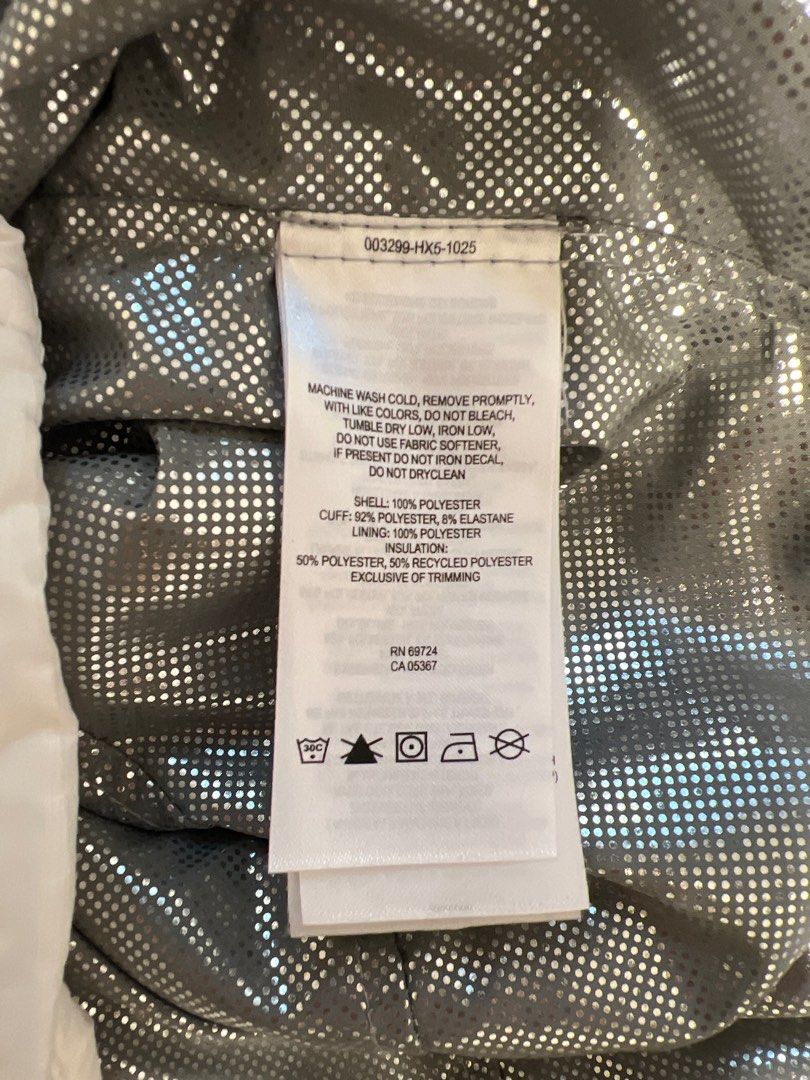 003299-HX5-1025
MACHINE WASH COLD, REMOVE PROMPTLY,
WITH LIKE COLORS, DO NOT BLEACH,
TUMBLE DRY LOW, IRON LOW,
DO NOT USE FABRIC SOFTENER,
IF PRESENT DO NOT IRON DECAL,
DO NOT DRYCLEAN
SHELL: 100% POLYESTER
CUFF: 92% POLYESTER, 8% ELASTANE
LINING: 100% POLYESTER
INSULATION:
50% POLYESTER, 50% RECYCLED POLYESTER
EXCLUSIVE OF TRIMMING
RN 69724
CA 05367
30C